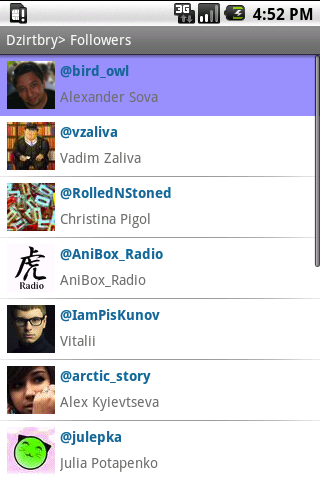 3G
4:52 PM
Dzirtbry> Followers
@bird_owl
Alexander Sova
@vzaliva
Vadim Zaliva
@RolledNStoned
Christina Pigol
虎
Radio
@AniBox_Radio
AniBox_Radio
@IamPisKunov
Vitalii
@arctic_story
Alex Kyievtseva
@julepka
Julia Potapenko